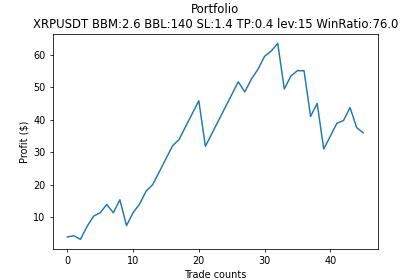 Portfolio
XRPUSDT BBM:2.6 BBL:140 SL:1.4 TP:0.4 lev:15 WinRatio:76.0
60
50
40
30
20
10
Profit ($)
0
10
20
30
40
Trade counts